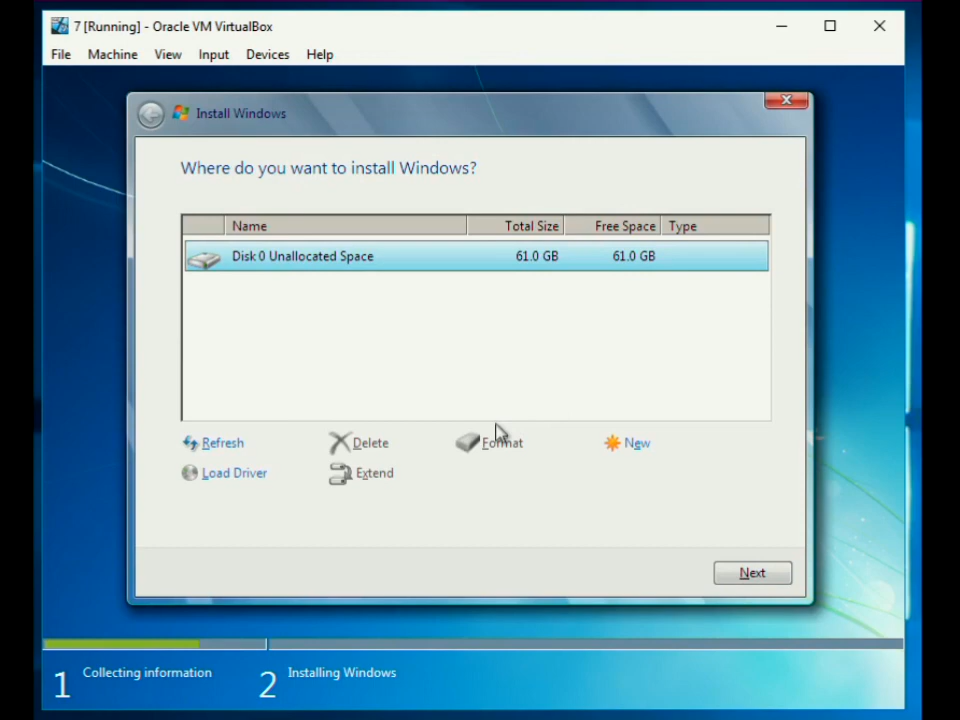 7 [Running] - Oracle VM VirtualBox
File Machine View Input Devices Help
Install Windows
Where do you want to install Windows?
Name Total Size Free Space Type
Disk 0 Unallocated Space 61.0 GB 61.0 GB
Refresh Delete Format New
Load Driver Extend
Next
1 Collecting information 2 Installing Windows